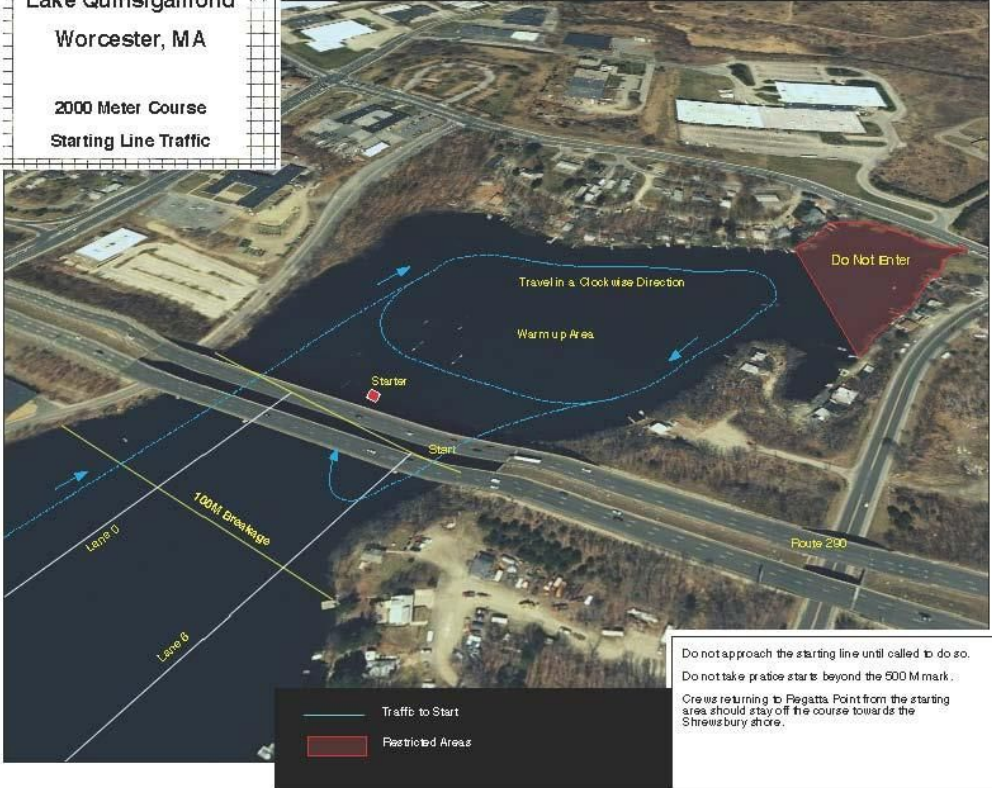 Lake Quinsigamond
Worcester, MA
2000 Meter Course
Starting Line Traffic
Do Not Enter
Travel in a Clockwise Direction
Warm up Area
Starter
Start
100M Breakage
Lane 0
Lane 6
Route 290
Traffic to Start
Restricted Areas
Do not approach the starting line until called to do so.
Do not take pratice starts beyond the 500 M mark.
Crews returning to Regatta Point from the starting
area should stay off the course towards the
Shrewsbury shore.